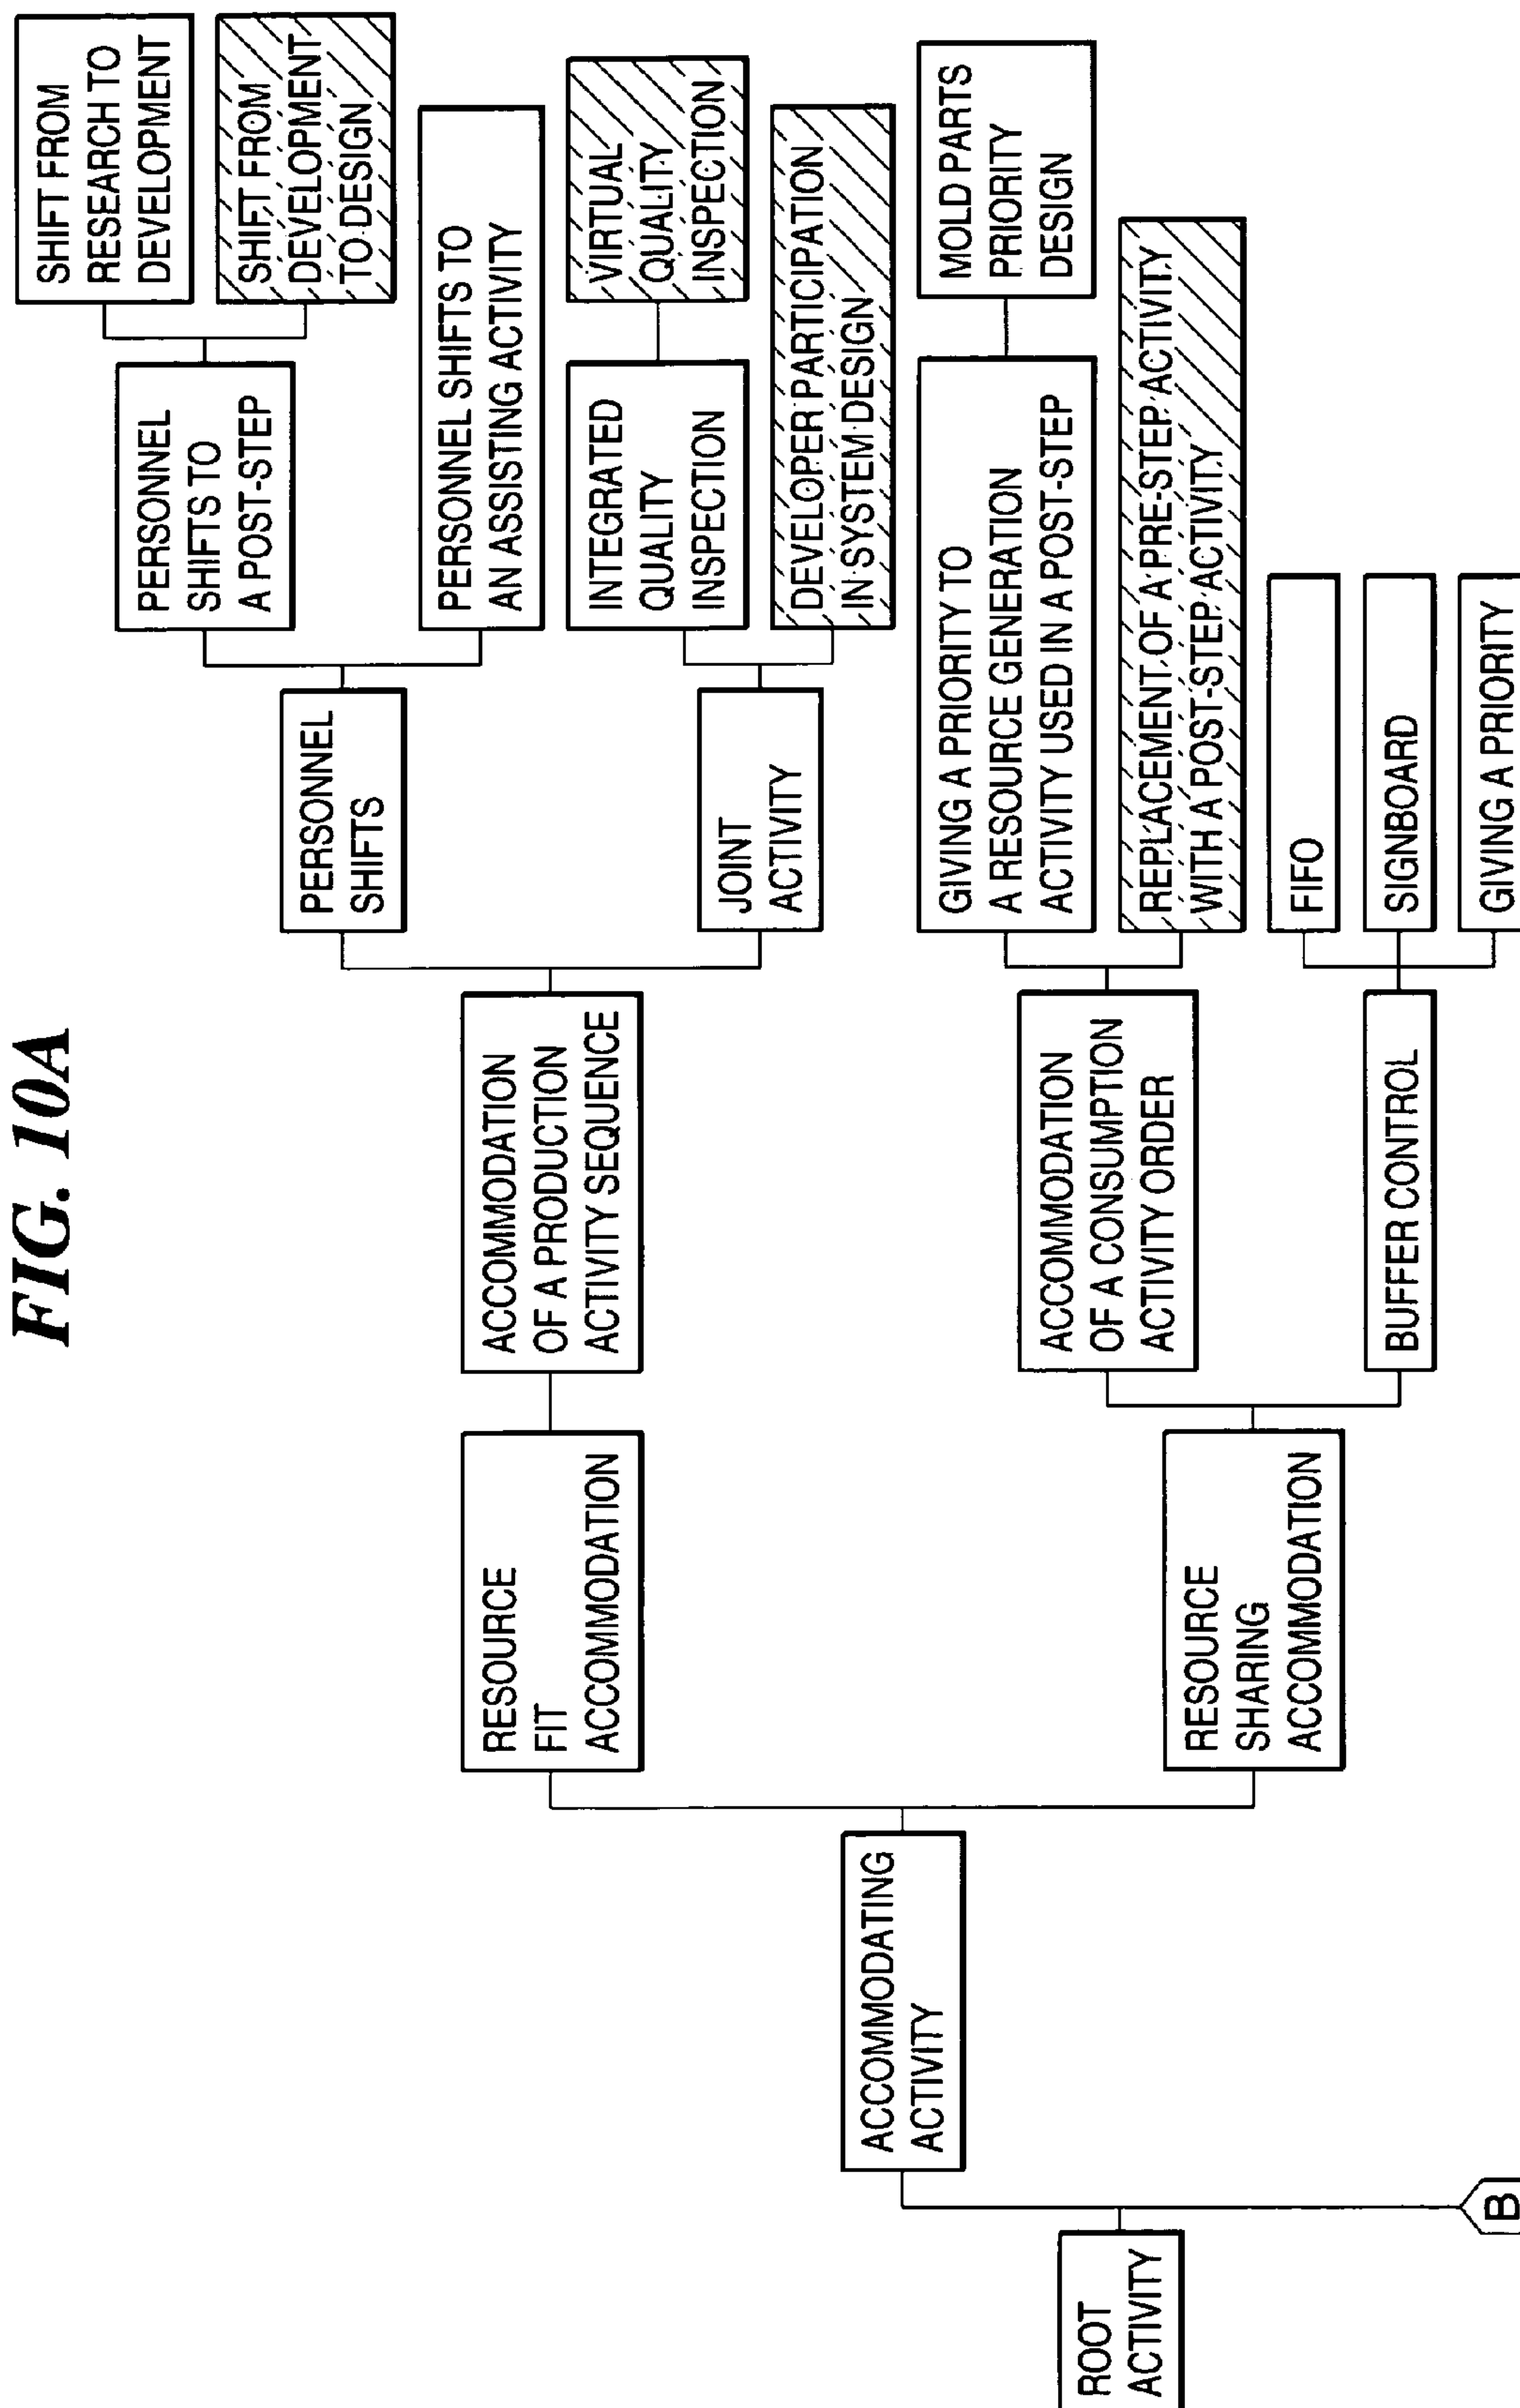 FIG. 10A
ROOT
ACTIVITY
ACCOMMODATING
ACTIVITY
B
RESOURCE
FIT
ACCOMMODATION
RESOURCE
SHARING
ACCOMMODATION
ACCOMMODATION
OF A PRODUCTION
ACTIVITY SEQUENCE
ACCOMMODATION
OF A CONSUMPTION
ACTIVITY ORDER
BUFFER CONTROL
PERSONNEL
SHIFTS
JOINT
ACTIVITY
GIVING A PRIORITY TO
A RESOURCE GENERATION
ACTIVITY USED IN A POST-STEP
REPLACEMENT OF A PRE-STEP ACTIVITY
WITH A POST-STEP ACTIVITY
FIFO
SIGNBOARD
GIVING A PRIORITY
PERSONNEL
SHIFTS TO
A POST-STEP
PERSONNEL SHIFTS TO
AN ASSISTING ACTIVITY
INTEGRATED
QUALITY
INSPECTION
DEVELOPER PARTICIPATION
IN SYSTEM DESIGN
MOLD PARTS
PRIORITY
DESIGN
SHIFT FROM
RESEARCH TO
DEVELOPMENT
SHIFT FROM
DEVELOPMENT
TO DESIGN
VIRTUAL
QUALITY
INSPECTION